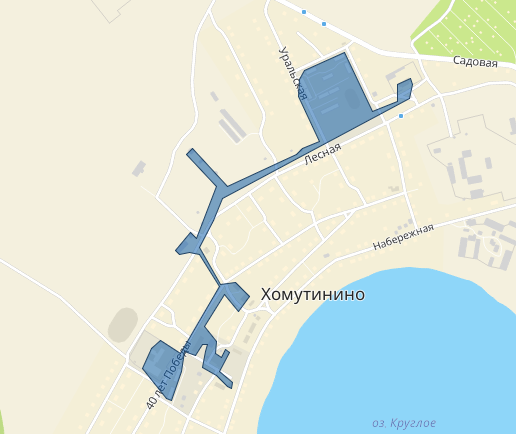 Садовая
Уральская
Лесная
Набережная
Хомутинино
40 лет Победы
оз. Круглое